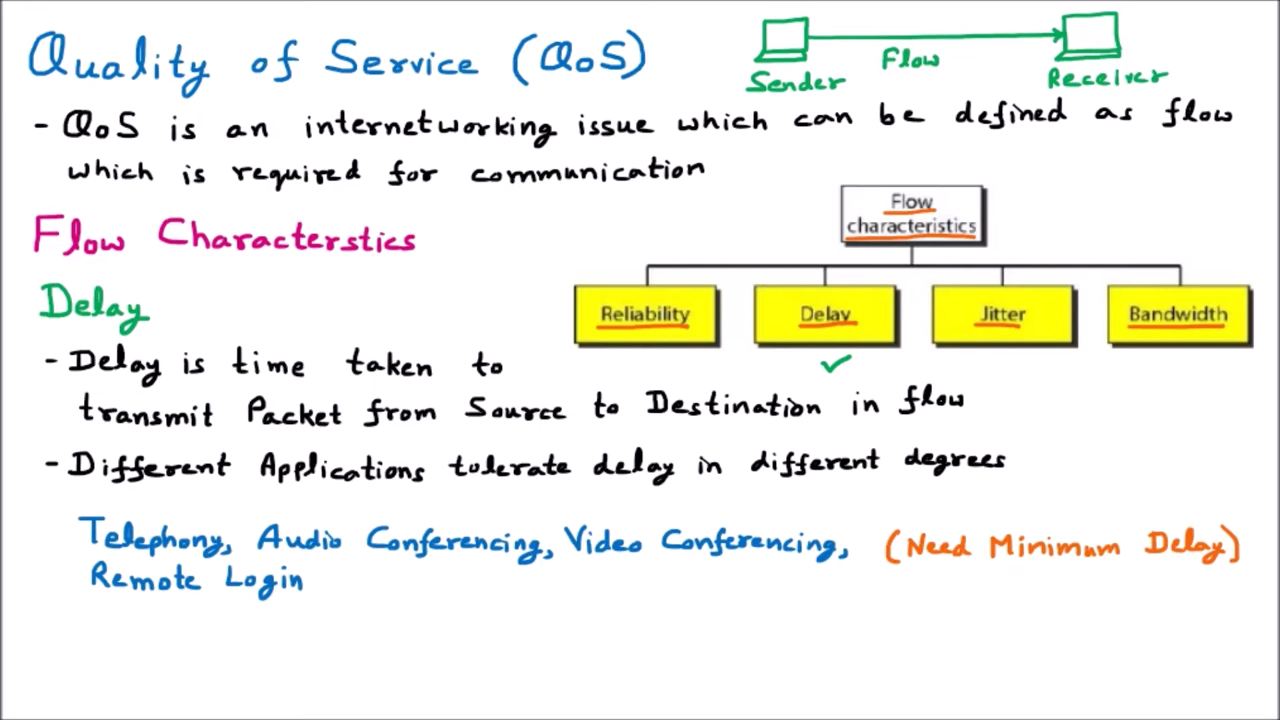 Quality of Service (QoS)
Flow
Sender
Receiver
- QoS is an internetworking issue which can be defined as flow
which is required for communication
Flow Characterstics
Flow
characteristics
Reliability
Delay
Jitter
Bandwidth
Delay
- Delay is time taken to
transmit Packet from Source to Destination in flow
- Different Applications tolerate delay in different degrees
Telephony, Audio Conferencing, Video Conferencing, (Need Minimum Delay)
Remote Login